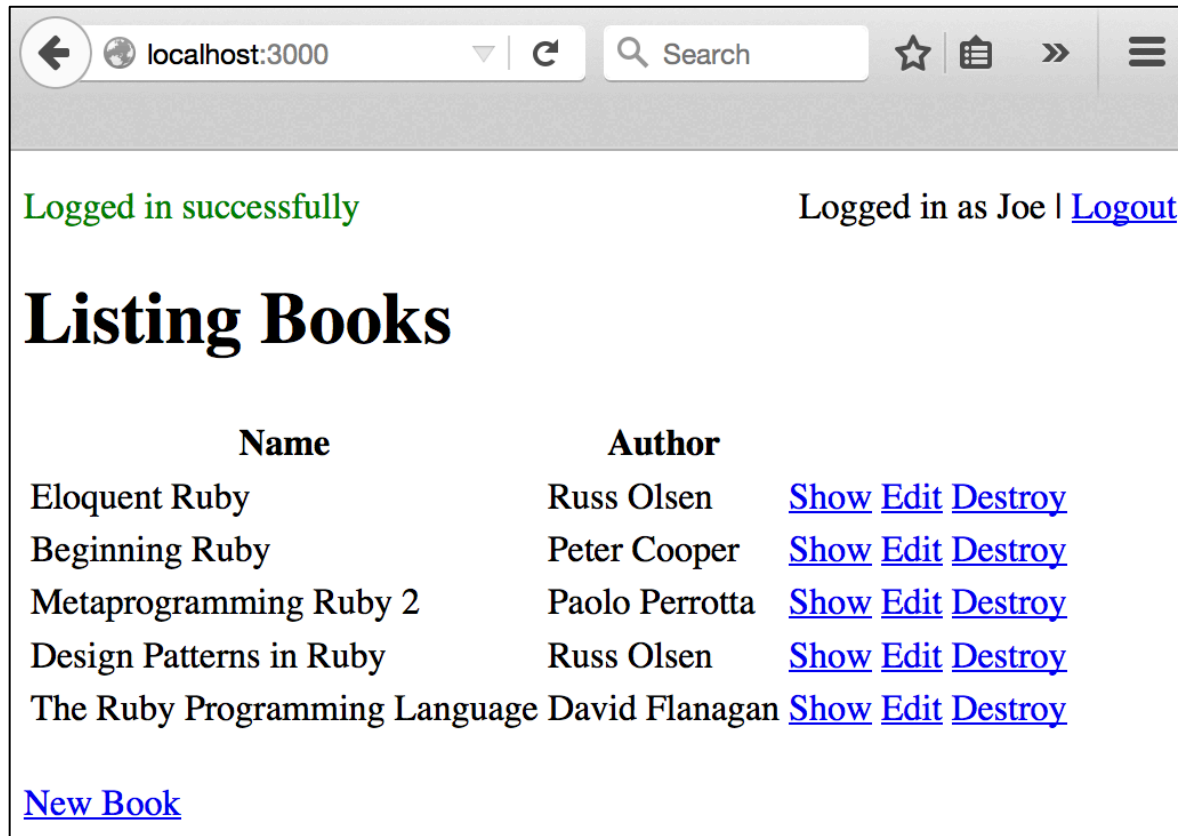 localhost:3000 Search
Logged in successfully Logged in as Joe | Logout
Listing Books
Name Author
Eloquent Ruby Russ Olsen Show Edit Destroy
Beginning Ruby Peter Cooper Show Edit Destroy
Metaprogramming Ruby 2 Paolo Perrotta Show Edit Destroy
Design Patterns in Ruby Russ Olsen Show Edit Destroy
The Ruby Programming Language David Flanagan Show Edit Destroy
New Book